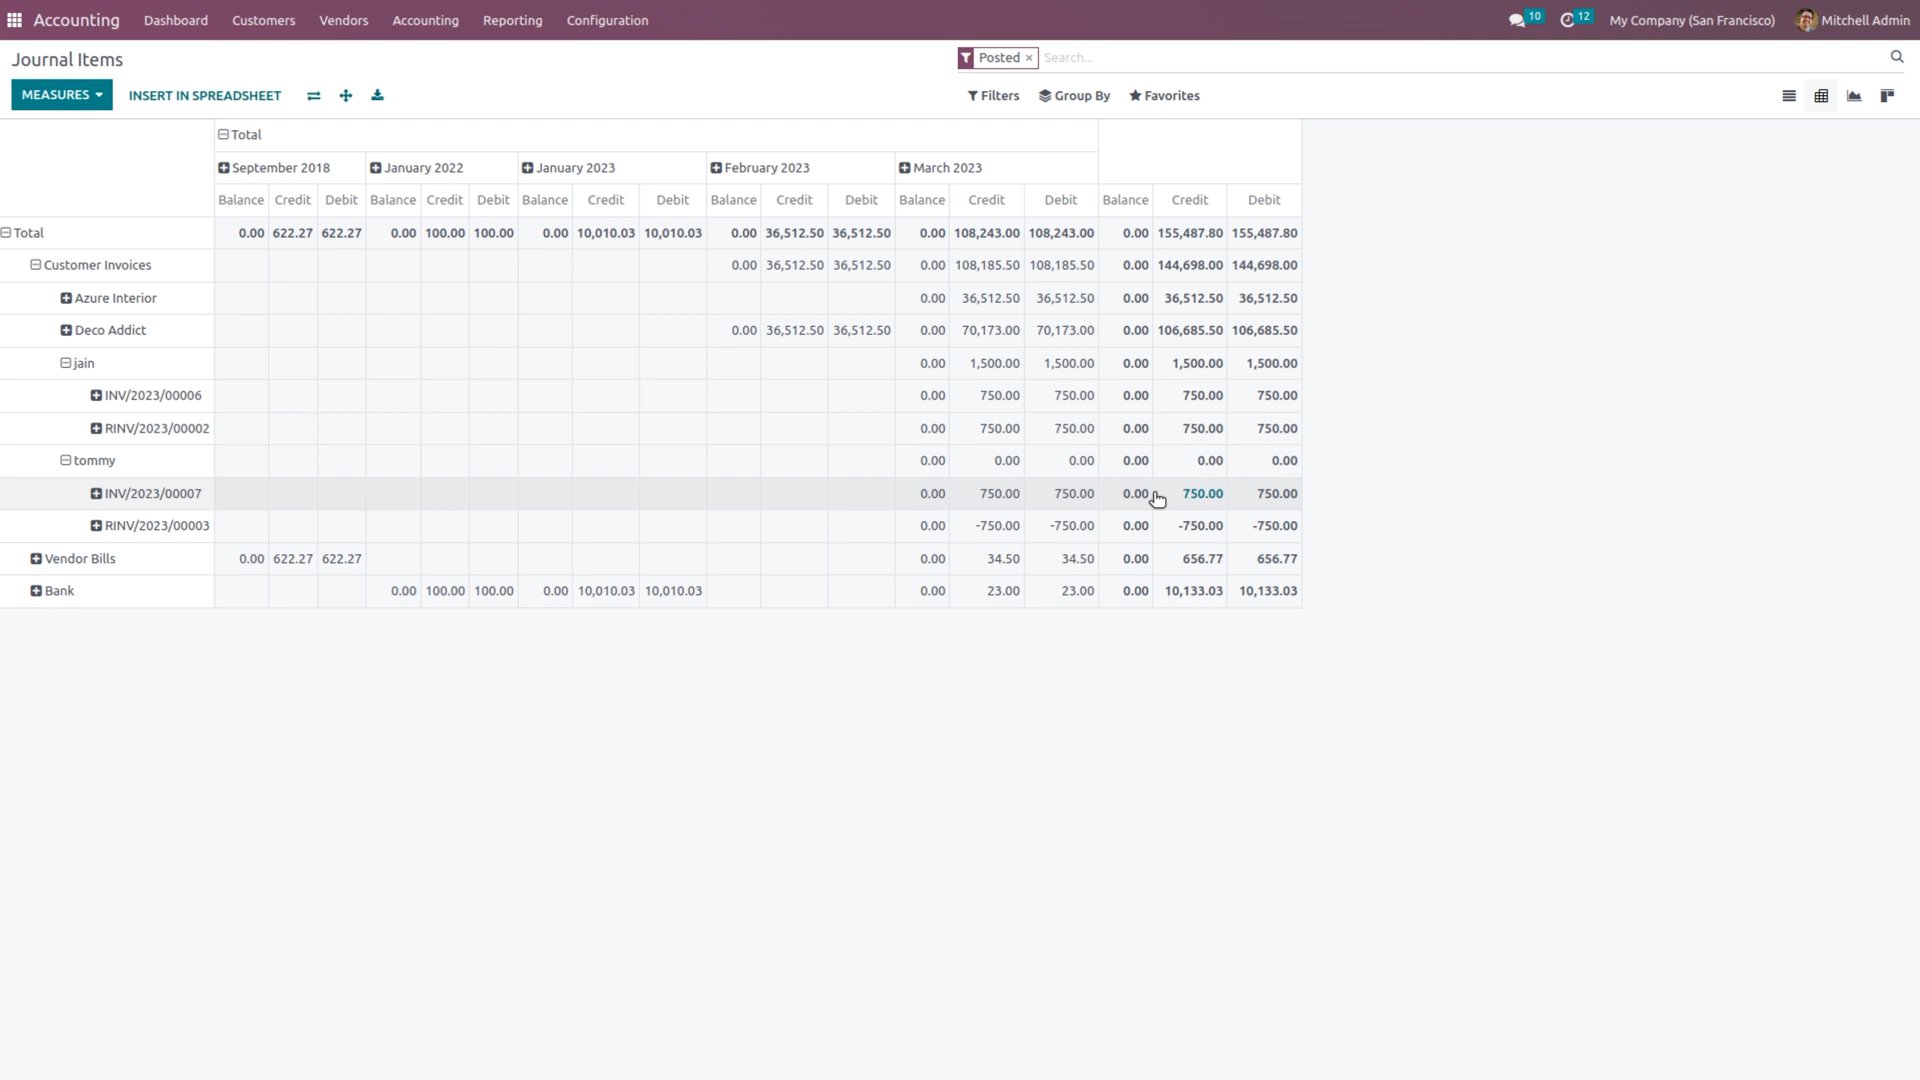 Accounting Dashboard Customers Vendors Accounting Reporting Configuration 10 12 My Company (San Francisco) Mitchell Admin
Journal Items Posted × Search...
MEASURES INSERT IN SPREADSHEET Filters Group By Favorites
Total
September 2018 January 2022 January 2023 February 2023 March 2023
Balance Credit Debit Balance Credit Debit Balance Credit Debit Balance Credit Debit Balance Credit Debit Balance Credit Debit
Total 0.00 622.27 622.27 0.00 100.00 100.00 0.00 10,010.03 10,010.03 0.00 36,512.50 36,512.50 0.00 108,243.00 108,243.00 0.00 155,487.80 155,487.80
Customer Invoices 0.00 36,512.50 36,512.50 0.00 108,185.50 108,185.50 0.00 144,698.00 144,698.00
Azure Interior 0.00 36,512.50 36,512.50 0.00 36,512.50 36,512.50
Deco Addict 0.00 36,512.50 36,512.50 0.00 70,173.00 70,173.00 0.00 106,685.50 106,685.50
jain 0.00 1,500.00 1,500.00 0.00 1,500.00 1,500.00
INV/2023/00006 0.00 750.00 750.00 0.00 750.00 750.00
RINV/2023/00002 0.00 750.00 750.00 0.00 750.00 750.00
tommy 0.00 0.00 0.00 0.00 0.00 0.00
INV/2023/00007 0.00 750.00 750.00 0.00 750.00 750.00
RINV/2023/00003 0.00 -750.00 -750.00 0.00 -750.00 -750.00
Vendor Bills 0.00 622.27 622.27 0.00 34.50 34.50 0.00 656.77 656.77
Bank 0.00 100.00 100.00 0.00 10,010.03 10,010.03 0.00 23.00 23.00 0.00 10,133.03 10,133.03